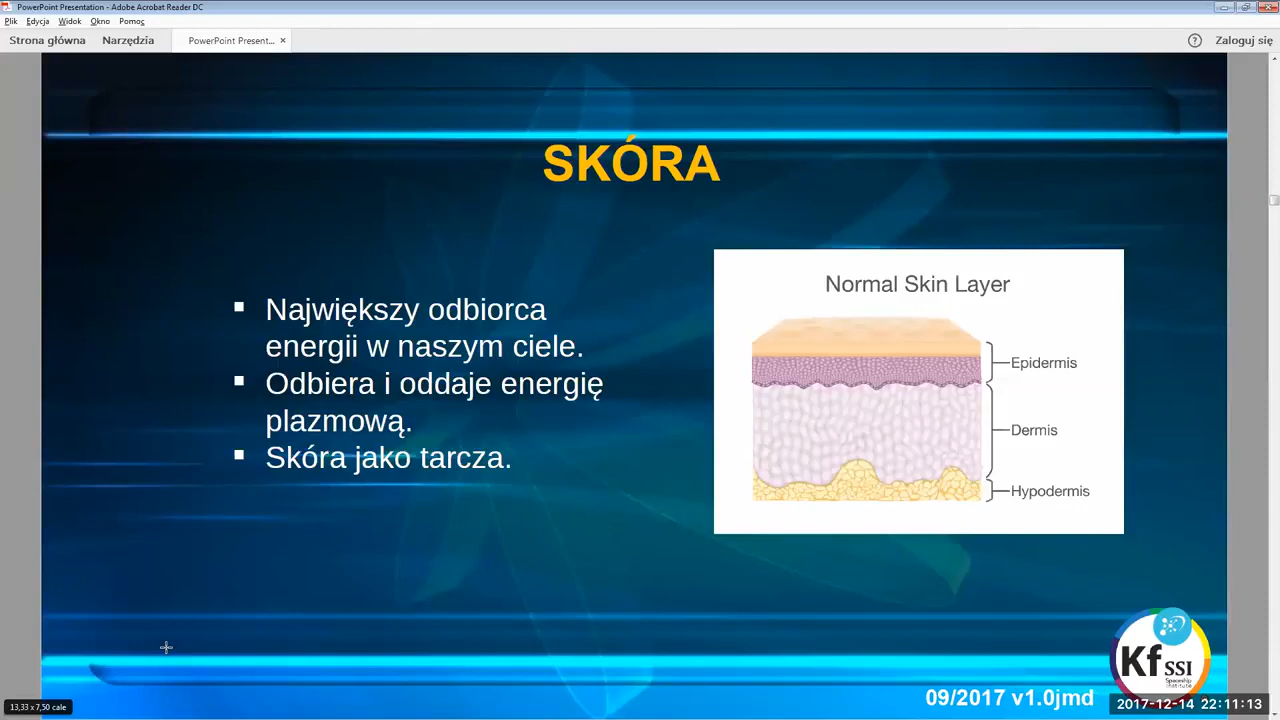 PowerPoint Presentation - Adobe Acrobat Reader DC
Plik Edycja Widok Okno Pomoc
Strona główna Narzędzia PowerPoint Present... × ? Zaloguj się
SKÓRA
Największy odbiorca
energii w naszym ciele.
Odbiera i oddaje energię
plazmową.
Skóra jako tarcza.
Normal Skin Layer
Epidermis
Dermis
Hypodermis
Kf SSI
Spaceship
Institute
09/2017 v1.0jmd
13,33 x 7,50 cale
2017-12-14 22:11:13